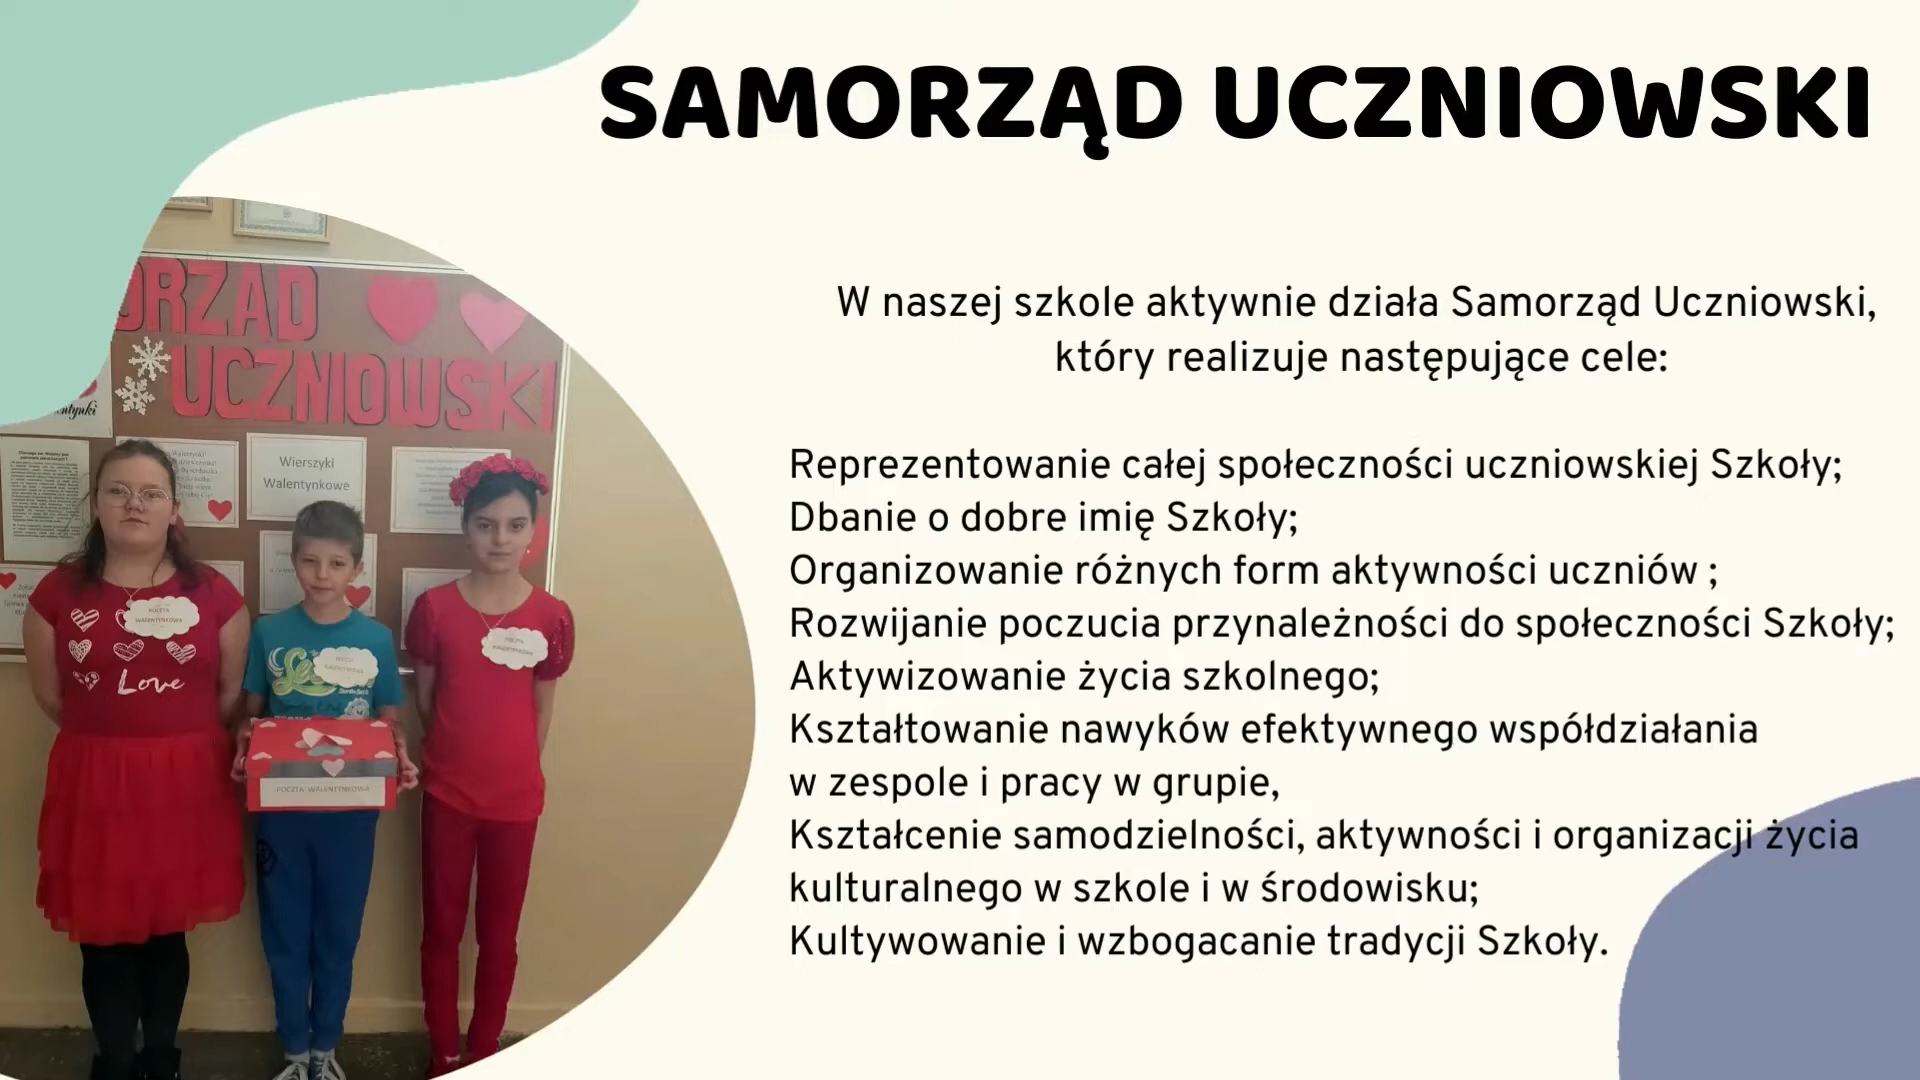 SAMORZĄD UCZNIOWSKI
W naszej szkole aktywnie działa Samorząd Uczniowski,
który realizuje następujące cele:
Reprezentowanie całej społeczności uczniowskiej Szkoły;
Dbanie o dobre imię Szkoły;
Organizowanie różnych form aktywności uczniów ;
Rozwijanie poczucia przynależności do społeczności Szkoły;
Aktywizowanie życia szkolnego;
Kształtowanie nawyków efektywnego współdziałania
w zespole i pracy w grupie,
Kształcenie samodzielności, aktywności i organizacji życia
kulturalnego w szkole i w środowisku;
Kultywowanie i wzbogacanie tradycji Szkoły.
ORZĄD
UCZNIOWSKI
Wierszyki
Walentynkowe
POCZTA
WALENTYNKOWA
Love
POCZTA WALENTYNKOWA